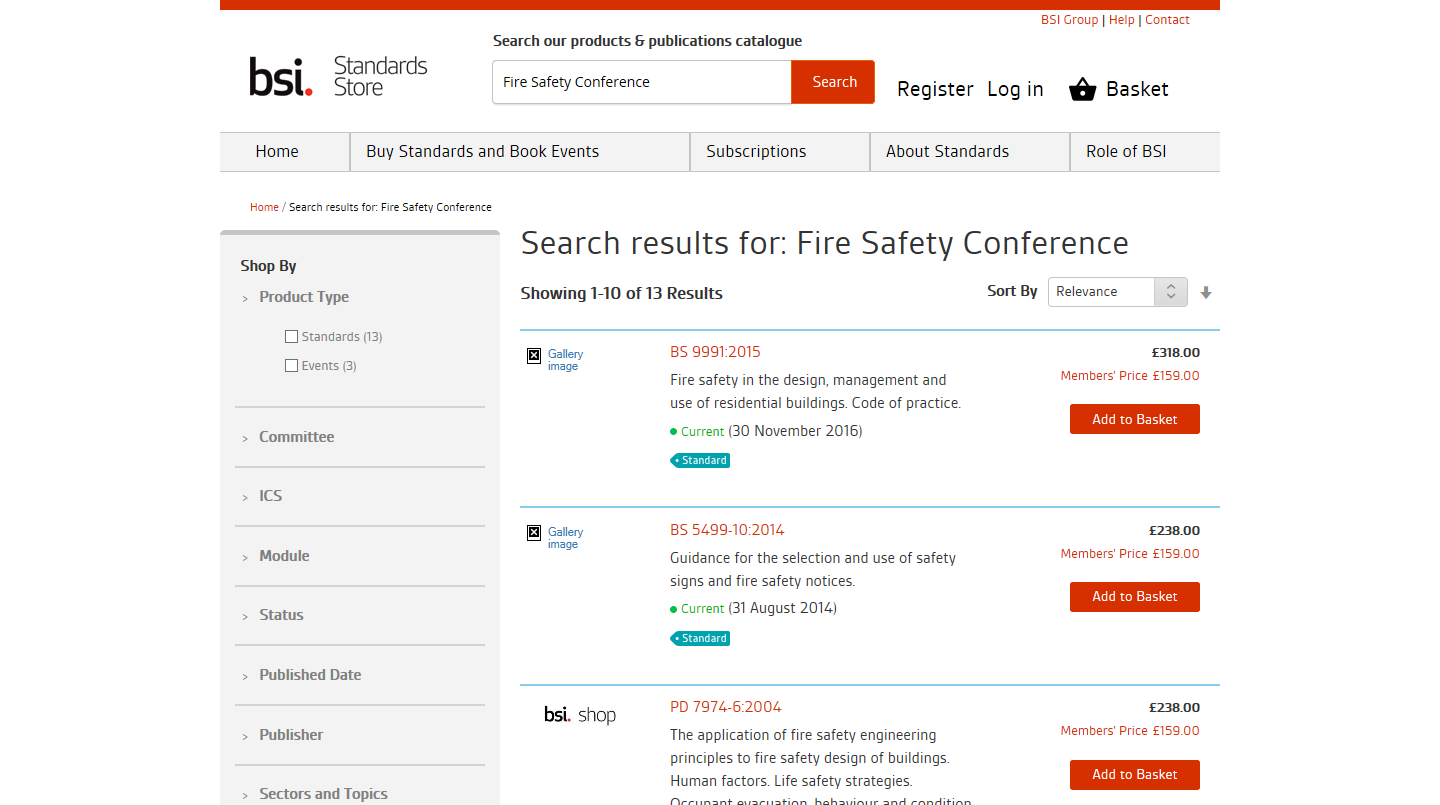 BSI Group | Help | Contact
Search our products & publications catalogue
bsi. Standards
Store
Fire Safety Conference
Search
Register Log in Basket
Home
Buy Standards and Book Events
Subscriptions
About Standards
Role of BSI
Home / Search results for: Fire Safety Conference
Shop By
> Product Type
Standards (13)
Events (3)
> Committee
> ICS
> Module
> Status
> Published Date
> Publisher
> Sectors and Topics
Search results for: Fire Safety Conference
Showing 1-10 of 13 Results
Sort By Relevance
Gallery
image
BS 9991:2015
Fire safety in the design, management and
use of residential buildings. Code of practice.
Current (30 November 2016)
Standard
£318.00
Members' Price £159.00
Add to Basket
Gallery
image
BS 5499-10:2014
Guidance for the selection and use of safety
signs and fire safety notices.
Current (31 August 2014)
Standard
£238.00
Members' Price £159.00
Add to Basket
bsi. shop
PD 7974-6:2004
The application of fire safety engineering
principles to fire safety design of buildings.
Human factors. Life safety strategies.
Occupant evacuation, behaviour and condition
£238.00
Members' Price £159.00
Add to Basket